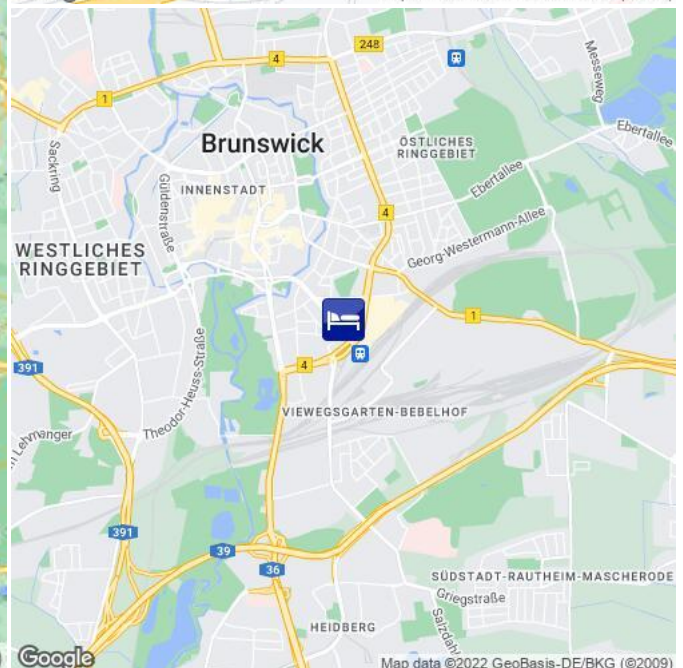 248
4
1
Messeweg
Ebertallee
Brunswick
ÖSTLICHES
RINGGEBIET
Sackring
Güldenstraße
INNENSTADT
Ebertallee
4
Georg-Westermann-Allee
WESTLICHES
RINGGEBIET
1
4
391
Theodor-Heuss-Straße
VIEWEGSGARTEN-BEBELHOF
Lehmanger
391
39
36
SÜDSTADT-RAUTHEIM-MASCHERODE
Griegstraße
Salzdahl
HEIDBERG
Google
Map data ©2022 GeoBasis-DE/BKG (©2009)